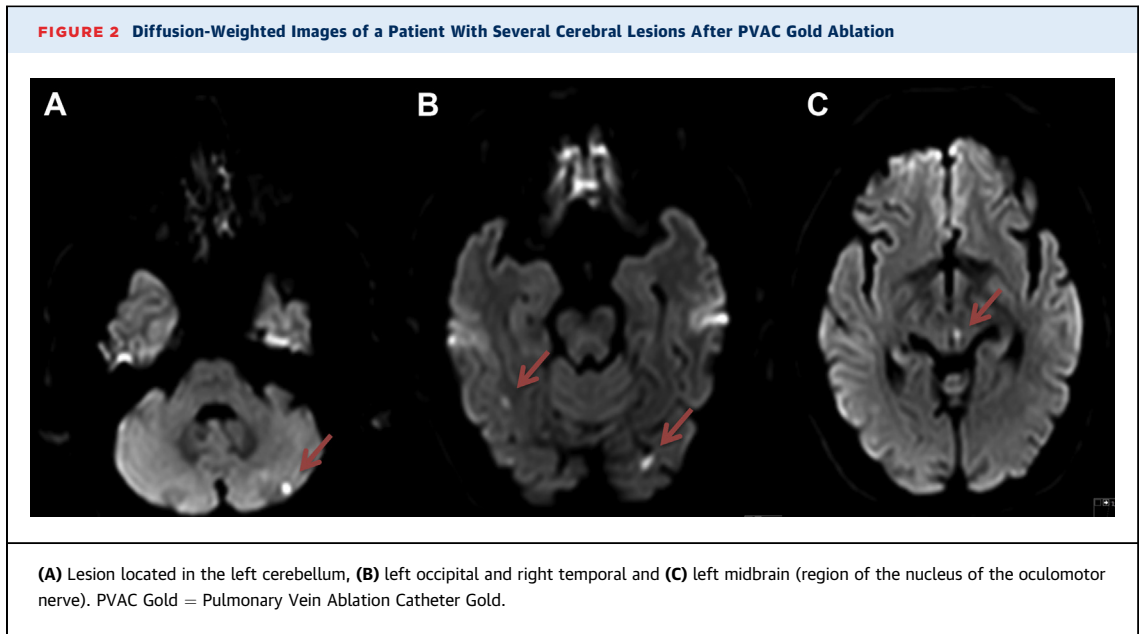 FIGURE 2 Diffusion-Weighted Images of a Patient With Several Cerebral Lesions After PVAC Gold Ablation
A
B
C
(A) Lesion located in the left cerebellum, (B) left occipital and right temporal and (C) left midbrain (region of the nucleus of the oculomotor
nerve). PVAC Gold = Pulmonary Vein Ablation Catheter Gold.